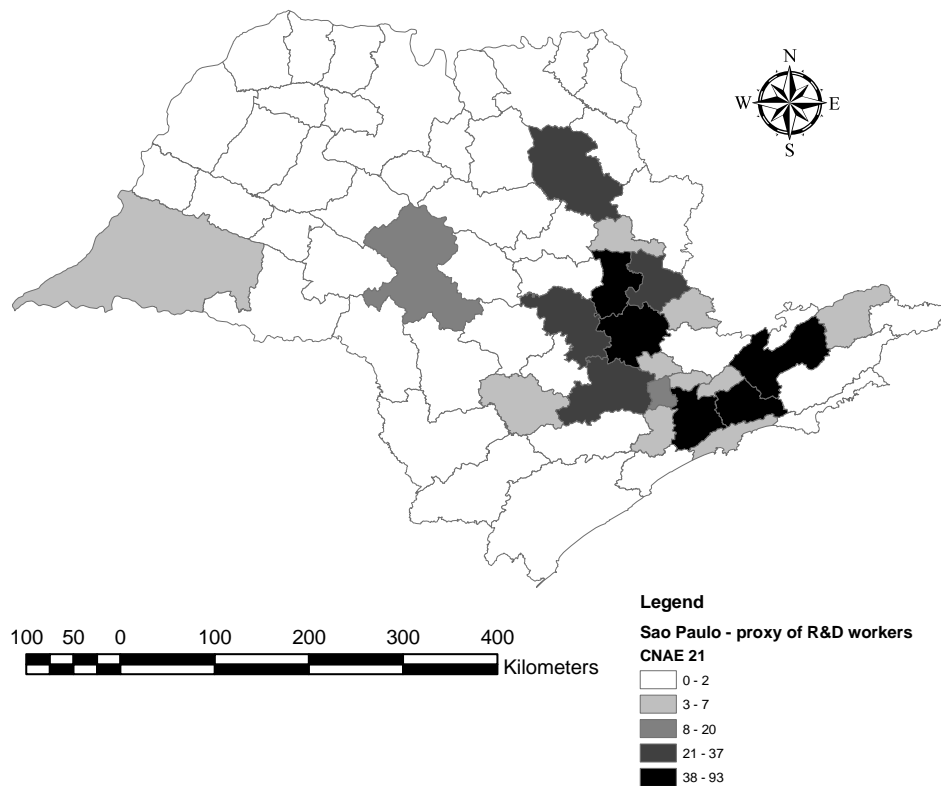 N
W E
S
Legend
Sao Paulo - proxy of R&D workers
CNAE 21
0 - 2
3 - 7
8 - 20
21 - 37
38 - 93
100 50 0 100 200 300 400
Kilometers